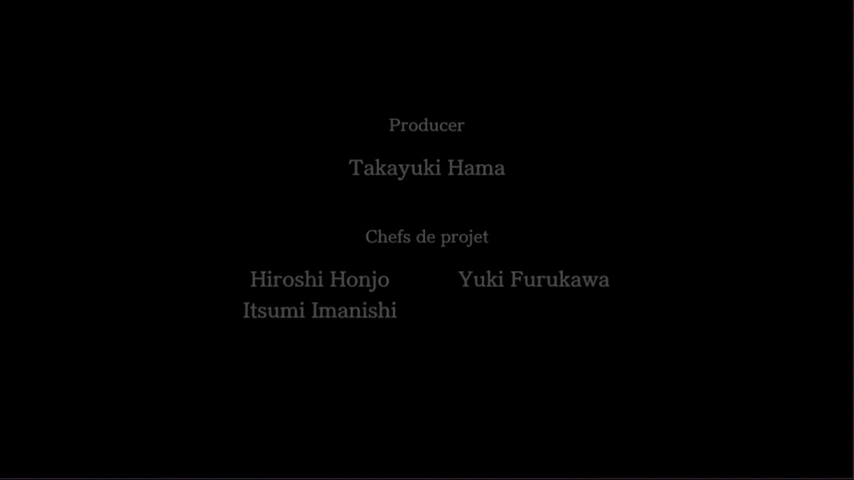 Producer
Takayuki Hama
Chefs de projet
Hiroshi Honjo Yuki Furukawa
Itsumi Imanishi